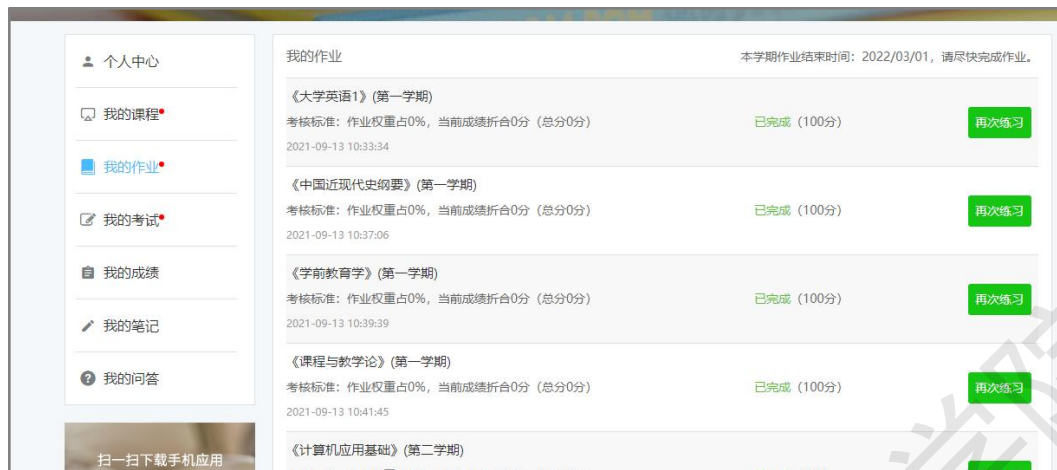 个人中心
我的课程
我的作业
我的考试
我的成绩
我的笔记
我的问答
扫一扫下载手机应用
我的作业
本学期作业结束时间：2022/03/01，请尽快完成作业。
《大学英语1》(第一学期)
考核标准：作业权重占0%，当前成绩折合0分（总分0分）
已完成（100分）
再次练习
2021-09-13 10:33:34
《中国近现代史纲要》(第一学期)
考核标准：作业权重占0%，当前成绩折合0分（总分0分）
已完成（100分）
再次练习
2021-09-13 10:37:06
《学前教育学》(第一学期)
考核标准：作业权重占0%，当前成绩折合0分（总分0分）
已完成（100分）
再次练习
2021-09-13 10:39:39
《课程与教学论》(第一学期)
考核标准：作业权重占0%，当前成绩折合0分（总分0分）
已完成（100分）
再次练习
2021-09-13 10:41:45
《计算机应用基础》(第二学期)
学院